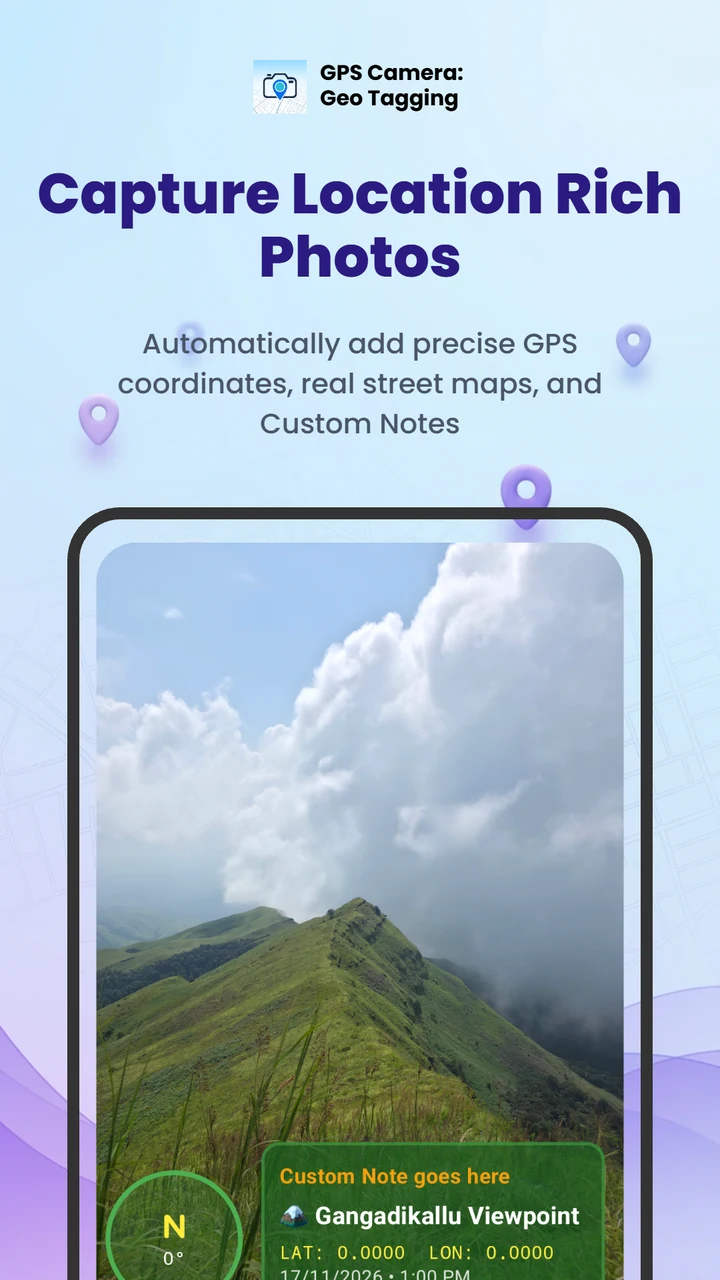 GPS Camera:
Geo Tagging
Capture Location Rich
Photos
Automatically add precise GPS
coordinates, real street maps, and
Custom Notes
Custom Note goes here
Gangadikallu Viewpoint
N
LAT: 0.0000 LON: 0.0000
0°
17/11/2026 • 1:00 PM